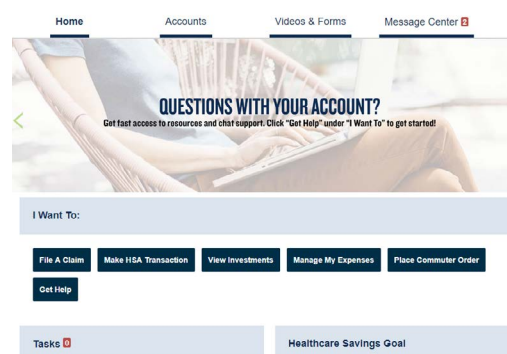 Home Accounts Videos & Forms Message Center 2
QUESTIONS WITH YOUR ACCOUNT?
Get fast access to resources and chat support. Click "Get Help" under "I Want To" to get started!
I Want To:
File A Claim Make HSA Transaction View Investments Manage My Expenses Place Commuter Order
Get Help
Tasks 0 Healthcare Savings Goal